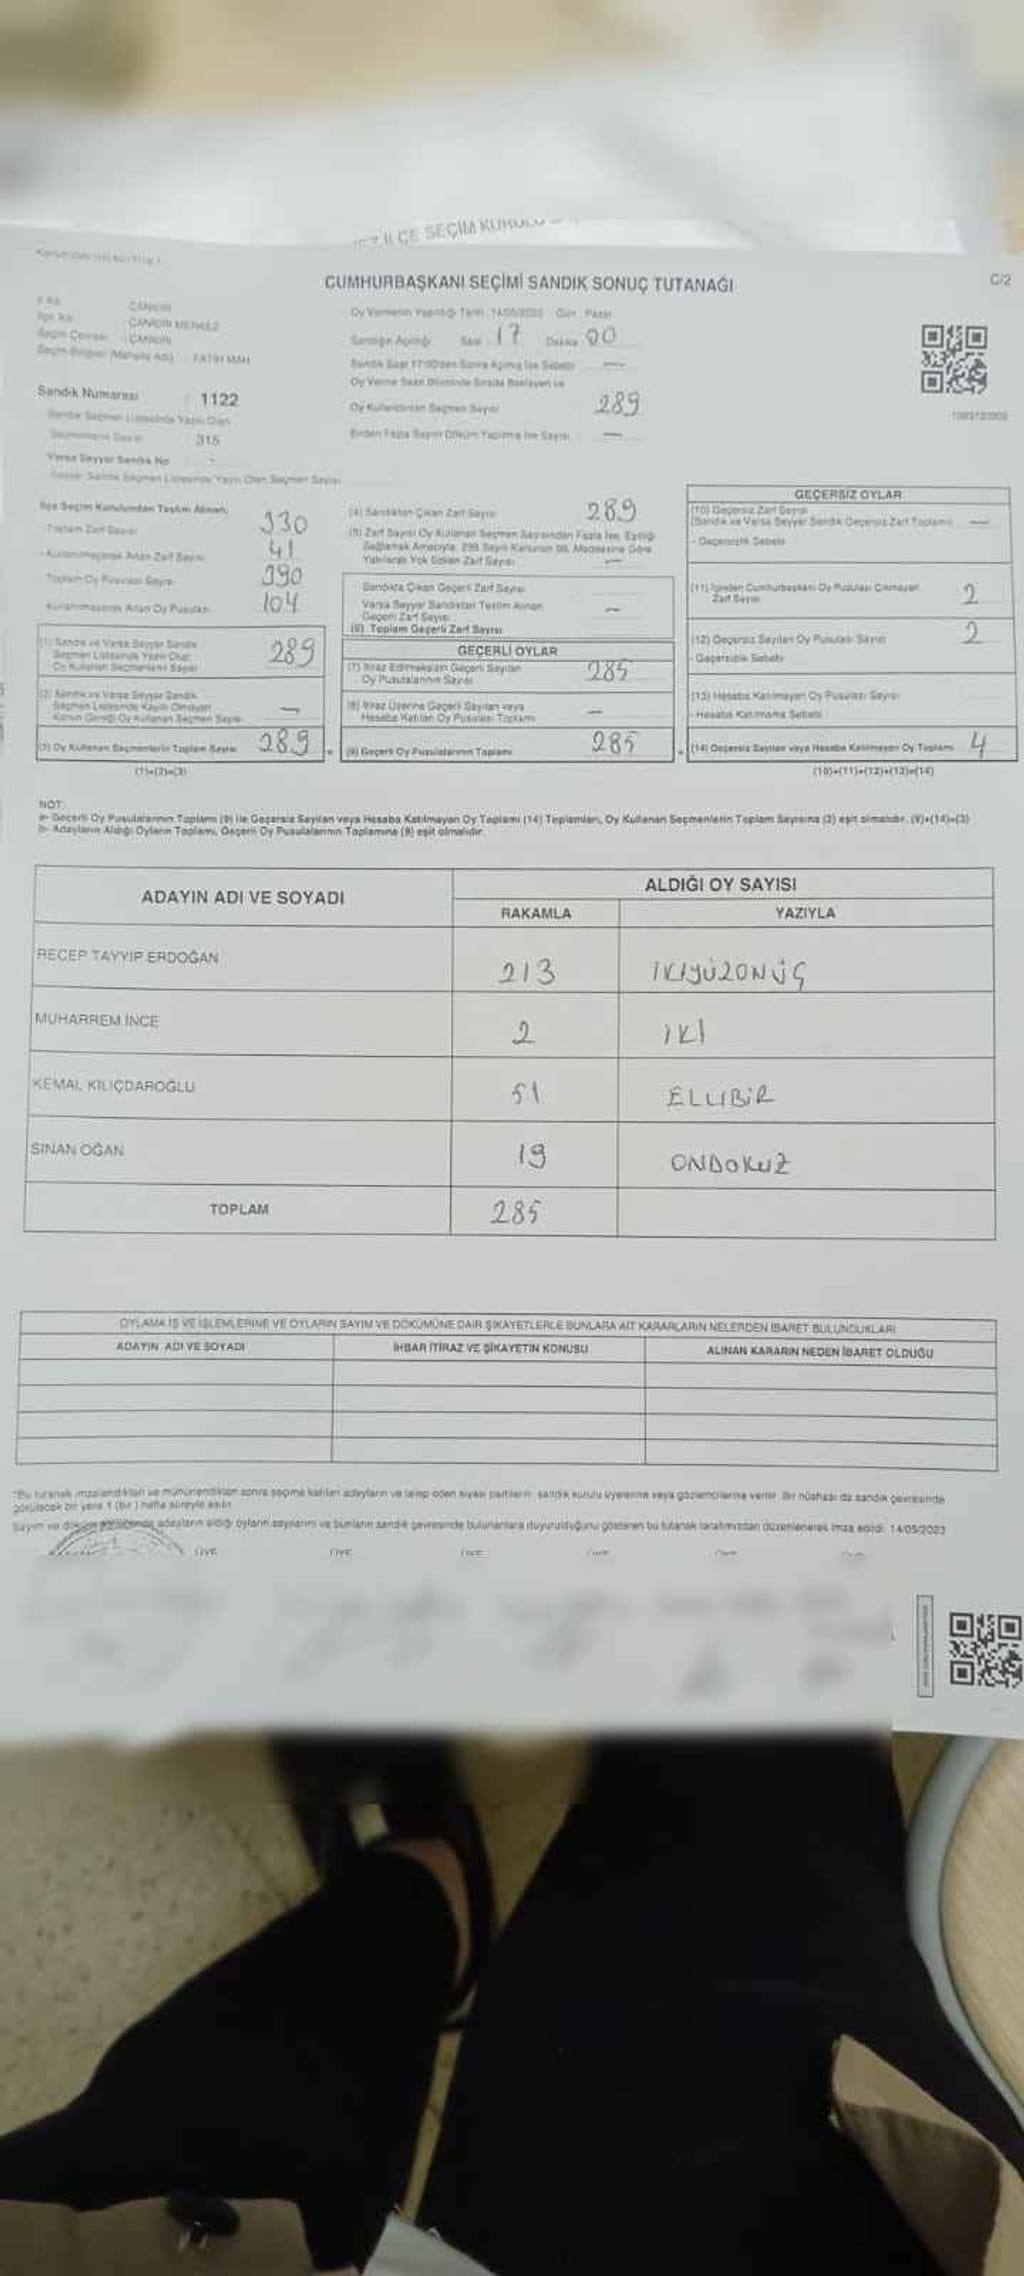 İLÇE SEÇİM KURULU
CUMHURBAŞKANI SEÇİMİ SANDIK SONUÇ TUTANAĞI
C/2
İl Adı : ÇANKIRI
İlçe Adı : ÇANKIRI MERKEZ
Seçim Çevresi : ÇANKIRI
Seçim Bölgesi (Mahalle Adı) : FATİH MAH.
Sandık Numarası : 1122
Sandık Seçmen Listesinde Yazılı Olan
Seçmenlerin Sayısı : 315
Varsa Seyyar Sandık No : -
Seyyar Sandık Seçmen Listesinde Yazılı Olan Seçmen Sayısı
Oy Vermenin Yapıldığı Tarih: 14/05/2023 Gün: Pazar
Sandığın Açıldığı Saat 17 Dakika 00
Sandık Saat 17:00'den Sonra Açılmış İse Sebebi —
Oy Verme Saati Bitiminde Sırada Bekleyen ve
Oy Kullandırılan Seçmen Sayısı 289
Birden Fazla Sayım Döküm Yapılmış İse Sayısı : —
İlçe Seçim Kurulundan Teslim Alınan;
Toplam Zarf Sayısı 330
- Kullanılmayarak Artan Zarf Sayısı 41
Toplam Oy Pusulası Sayısı 390
Kullanılmayarak Artan Oy Pusulası 104
(1) Sandık ve Varsa Seyyar Sandık
Seçmen Listesinde Yazılı Olup
Oy Kullanan Seçmenlerin Sayısı 289
(2) Sandık ve Varsa Seyyar Sandık
Seçmen Listesinde Kayıtlı Olmayan
Kanun Gereği Oy Kullanan Seçmen Sayısı —
(3) Oy Kullanan Seçmenlerin Toplam Sayısı 289
(1)+(2)=(3)
(4) Sandıktan Çıkan Zarf Sayısı 289
(5) Zarf Sayısı Oy Kullanan Seçmen Sayısından Fazla İse, Eşitliği
Sağlamak Amacıyla, 298 Sayılı Kanunun 98. Maddesine Göre
Yakılarak Yok Edilen Zarf Sayısı —
Sandıkta Çıkan Geçerli Zarf Sayısı
Varsa Seyyar Sandıktan Teslim Alınan
Geçerli Zarf Sayısı —
(6) Toplam Geçerli Zarf Sayısı
GEÇERLİ OYLAR
(7) İtiraz Edilmeksizin Geçerli Sayılan
Oy Pusulalarının Sayısı 285
(8) İtiraz Üzerine Geçerli Sayılan veya
Hesaba Katılan Oy Pusulası Toplamı —
(9) Geçerli Oy Pusulalarının Toplamı 285
GEÇERSİZ OYLAR
(10) Geçersiz Zarf Sayısı
(Sandık ve Varsa Seyyar Sandık Geçersiz Zarf Toplamı) —
- Geçersizlik Sebebi
(11) İçinden Cumhurbaşkanı Oy Pusulası Çıkmayan
Zarf Sayısı 2
(12) Geçersiz Sayılan Oy Pusulası Sayısı 2
- Geçersizlik Sebebi
(13) Hesaba Katılmayan Oy Pusulası Sayısı
- Hesaba Katılmama Sebebi
(14) Geçersiz Sayılan veya Hesaba Katılmayan Oy Toplamı 4
(10)+(11)+(12)+(13)=(14)
NOT:
a- Geçerli Oy Pusulalarının Toplamı (9) ile Geçersiz Sayılan veya Hesaba Katılmayan Oy Toplamı (14) Toplamları, Oy Kullanan Seçmenlerin Toplam Sayısına (3) eşit olmalıdır. (9)+(14)=(3)
b- Adayların Aldığı Oyların Toplamı, Geçerli Oy Pusulalarının Toplamına (9) eşit olmalıdır.
ADAYIN ADI VE SOYADI
ALDIĞI OY SAYISI
RAKAMLA YAZIYLA
RECEP TAYYİP ERDOĞAN 213 İKİYÜZONÜÇ
MUHARREM İNCE 2 İKİ
KEMAL KILIÇDAROĞLU 51 ELLİBİR
SİNAN OĞAN 19 ONDOKUZ
TOPLAM 285
OYLAMA İŞ VE İŞLEMLERİNE VE OYLARIN SAYIM VE DÖKÜMÜNE DAİR ŞİKAYETLERLE BUNLARA AİT KARARLARIN NELERDEN İBARET BULUNDUKLARI
ADAYIN ADI VE SOYADI İHBAR İTİRAZ VE ŞİKAYETİN KONUSU ALINAN KARARIN NEDEN İBARET OLDUĞU
*Bu tutanak imzalandıktan ve mühürlendikten sonra seçime katılan adayların ve talep eden siyasi partilerin sandık kurulu üyelerine veya gözlemcilerine verilir. Bir nüshası da sandık çevresinde
görülecek bir yere 1 (bir) hafta süreyle asılır.
Sayım ve döküm adayların aldığı oyların sayılarını ve bunların sandık çevresinde bulunanlara duyurulduğunu gösteren bu tutanak tarafımızdan düzenlenerek imza edildi. 14/05/2023